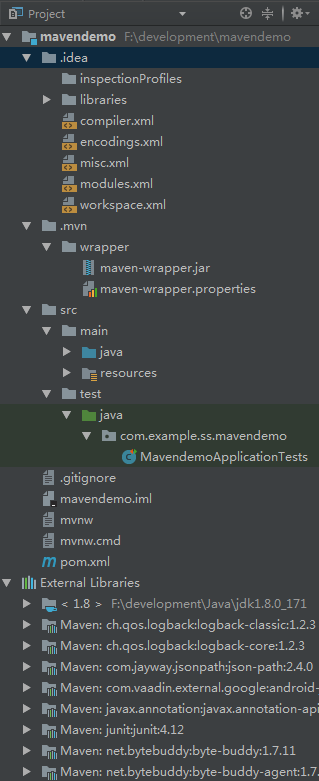 Project
mavendemo F:\development\mavendemo
.idea
inspectionProfiles
libraries
compiler.xml
encodings.xml
misc.xml
modules.xml
workspace.xml
.mvn
wrapper
maven-wrapper.jar
maven-wrapper.properties
src
main
java
resources
test
java
com.example.ss.mavendemo
MavendemoApplicationTests
.gitignore
mavendemo.iml
mvnw
mvnw.cmd
pom.xml
External Libraries
< 1.8 > F:\development\Java\jdk1.8.0_171
Maven: ch.qos.logback:logback-classic:1.2.3
Maven: ch.qos.logback:logback-core:1.2.3
Maven: com.jayway.jsonpath:json-path:2.4.0
Maven: com.vaadin.external.google:android-
Maven: javax.annotation:javax.annotation-api
Maven: junit:junit:4.12
Maven: net.bytebuddy:byte-buddy:1.7.11
Maven: net.bytebuddy:byte-buddy-agent:1.7.